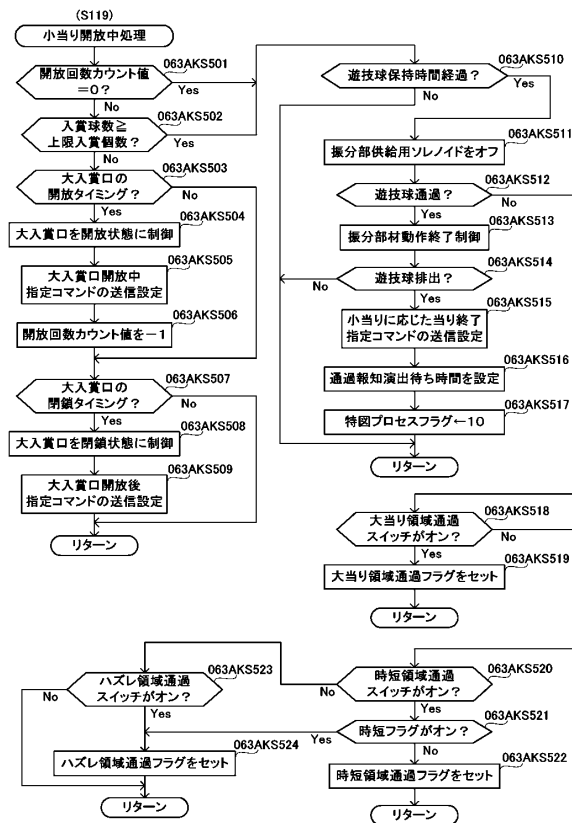 (S119)
小当り開放中処理
063AKS501
開放回数カウント値
=0?
Yes
No
063AKS502
入賞球数≧
上限入賞個数?
Yes
No
063AKS503
大入賞口の
開放タイミング?
No
Yes
063AKS504
大入賞口を開放状態に制御
063AKS505
大入賞口開放中
指定コマンドの送信設定
063AKS506
開放回数カウント値を-1
063AKS507
大入賞口の
閉鎖タイミング?
No
Yes
063AKS508
大入賞口を閉鎖状態に制御
063AKS509
大入賞口開放後
指定コマンドの送信設定
リターン
063AKS510
遊技球保持時間経過?
Yes
No
063AKS511
振分部供給用ソレノイドをオフ
063AKS512
遊技球通過?
No
Yes
063AKS513
振分部材動作終了制御
063AKS514
遊技球排出?
No
Yes
063AKS515
小当りに応じた当り終了
指定コマンドの送信設定
063AKS516
通過報知演出待ち時間を設定
063AKS517
特図プロセスフラグ←10
リターン
063AKS518
大当り領域通過
スイッチがオン?
No
Yes
063AKS519
大当り領域通過フラグをセット
リターン
063AKS520
時短領域通過
スイッチがオン?
No
Yes
063AKS521
時短フラグがオン?
Yes
No
063AKS522
時短領域通過フラグをセット
リターン
063AKS523
ハズレ領域通過
スイッチがオン?
No
Yes
063AKS524
ハズレ領域通過フラグをセット
リターン